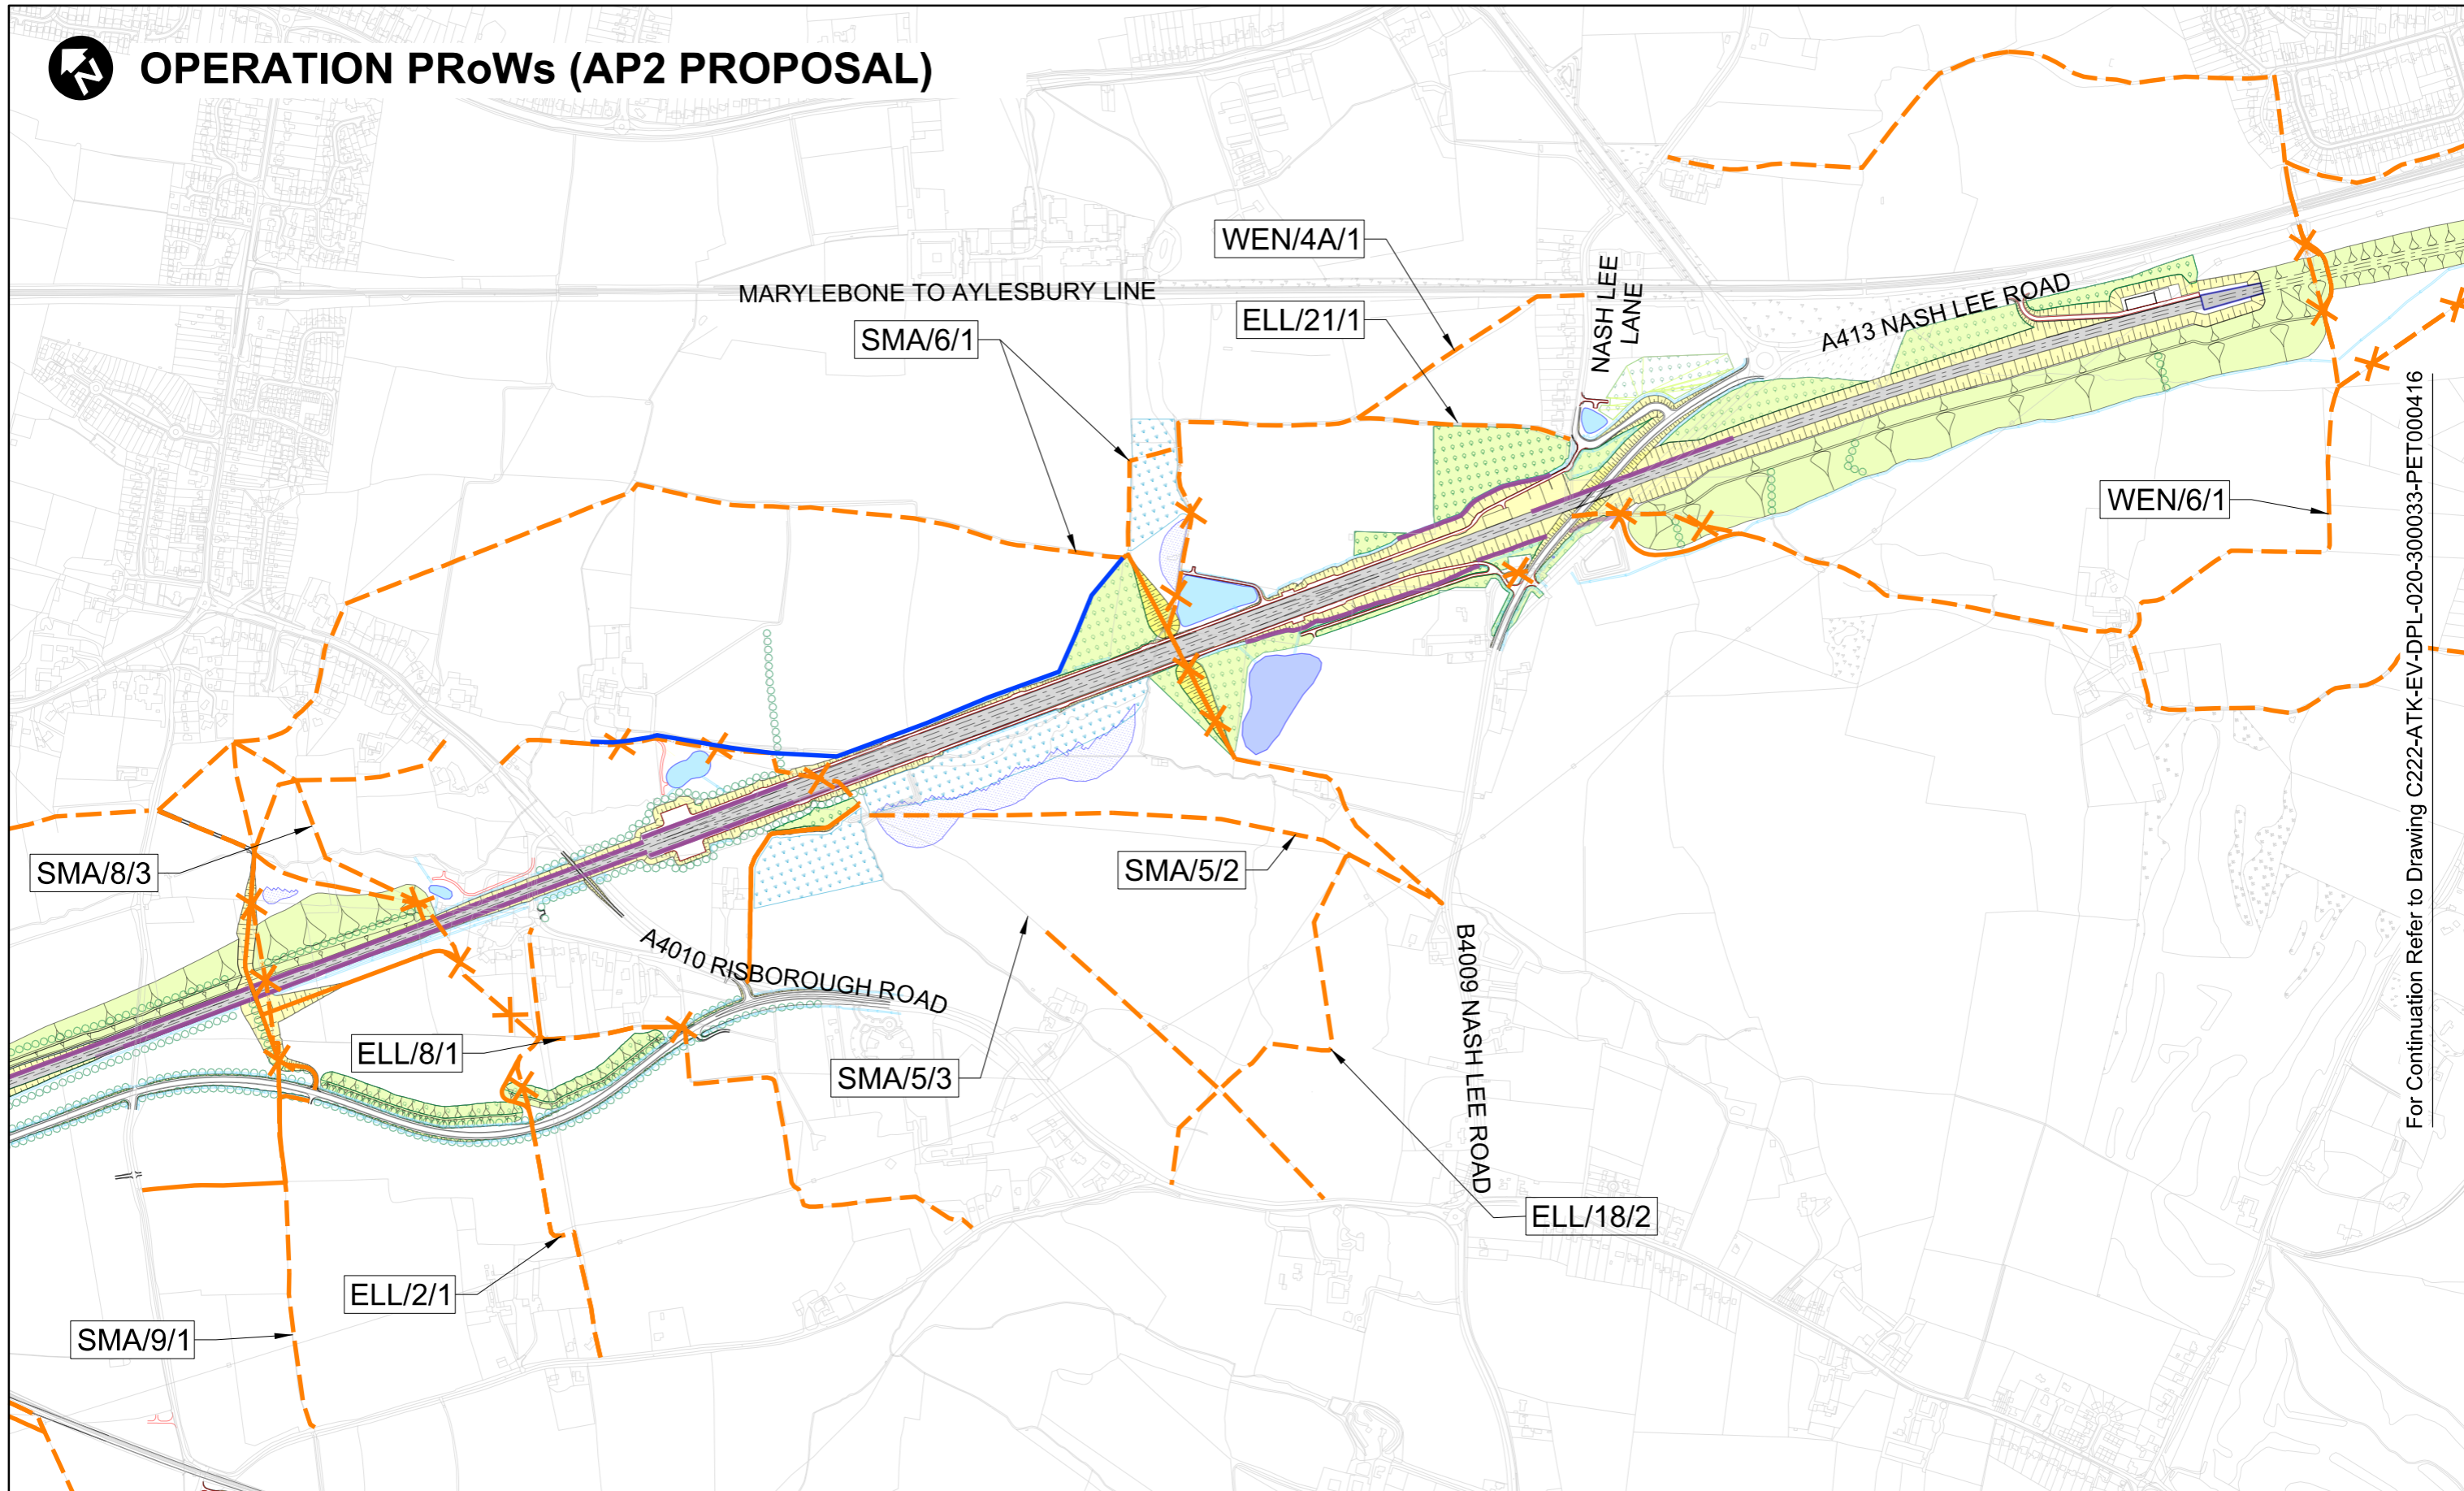 N
OPERATION PRoWs (AP2 PROPOSAL)
WEN/4A/1
NASH LEE
LANE
MARYLEBONE TO AYLESBURY LINE
ELL/21/1
A413 NASH LEE ROAD
SMA/6/1
WEN/6/1
For Continuation Refer to Drawing C222-ATK-EV-DPL-020-300033-PET000416
SMA/8/3
SMA/5/2
A4010 RISBOROUGH ROAD
B4009 NASH LEE ROAD
ELL/8/1
SMA/5/3
ELL/18/2
ELL/2/1
SMA/9/1